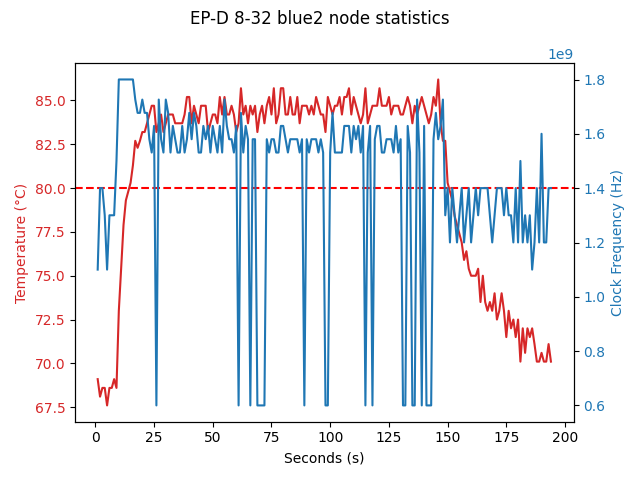 EP-D 8-32 blue2 node statistics
1e9
85.0
82.5
80.0
77.5
75.0
72.5
70.0
67.5
Temperature (°C)
1.8
1.6
1.4
1.2
1.0
0.8
0.6
Clock Frequency (Hz)
0 25 50 75 100 125 150 175 200
Seconds (s)